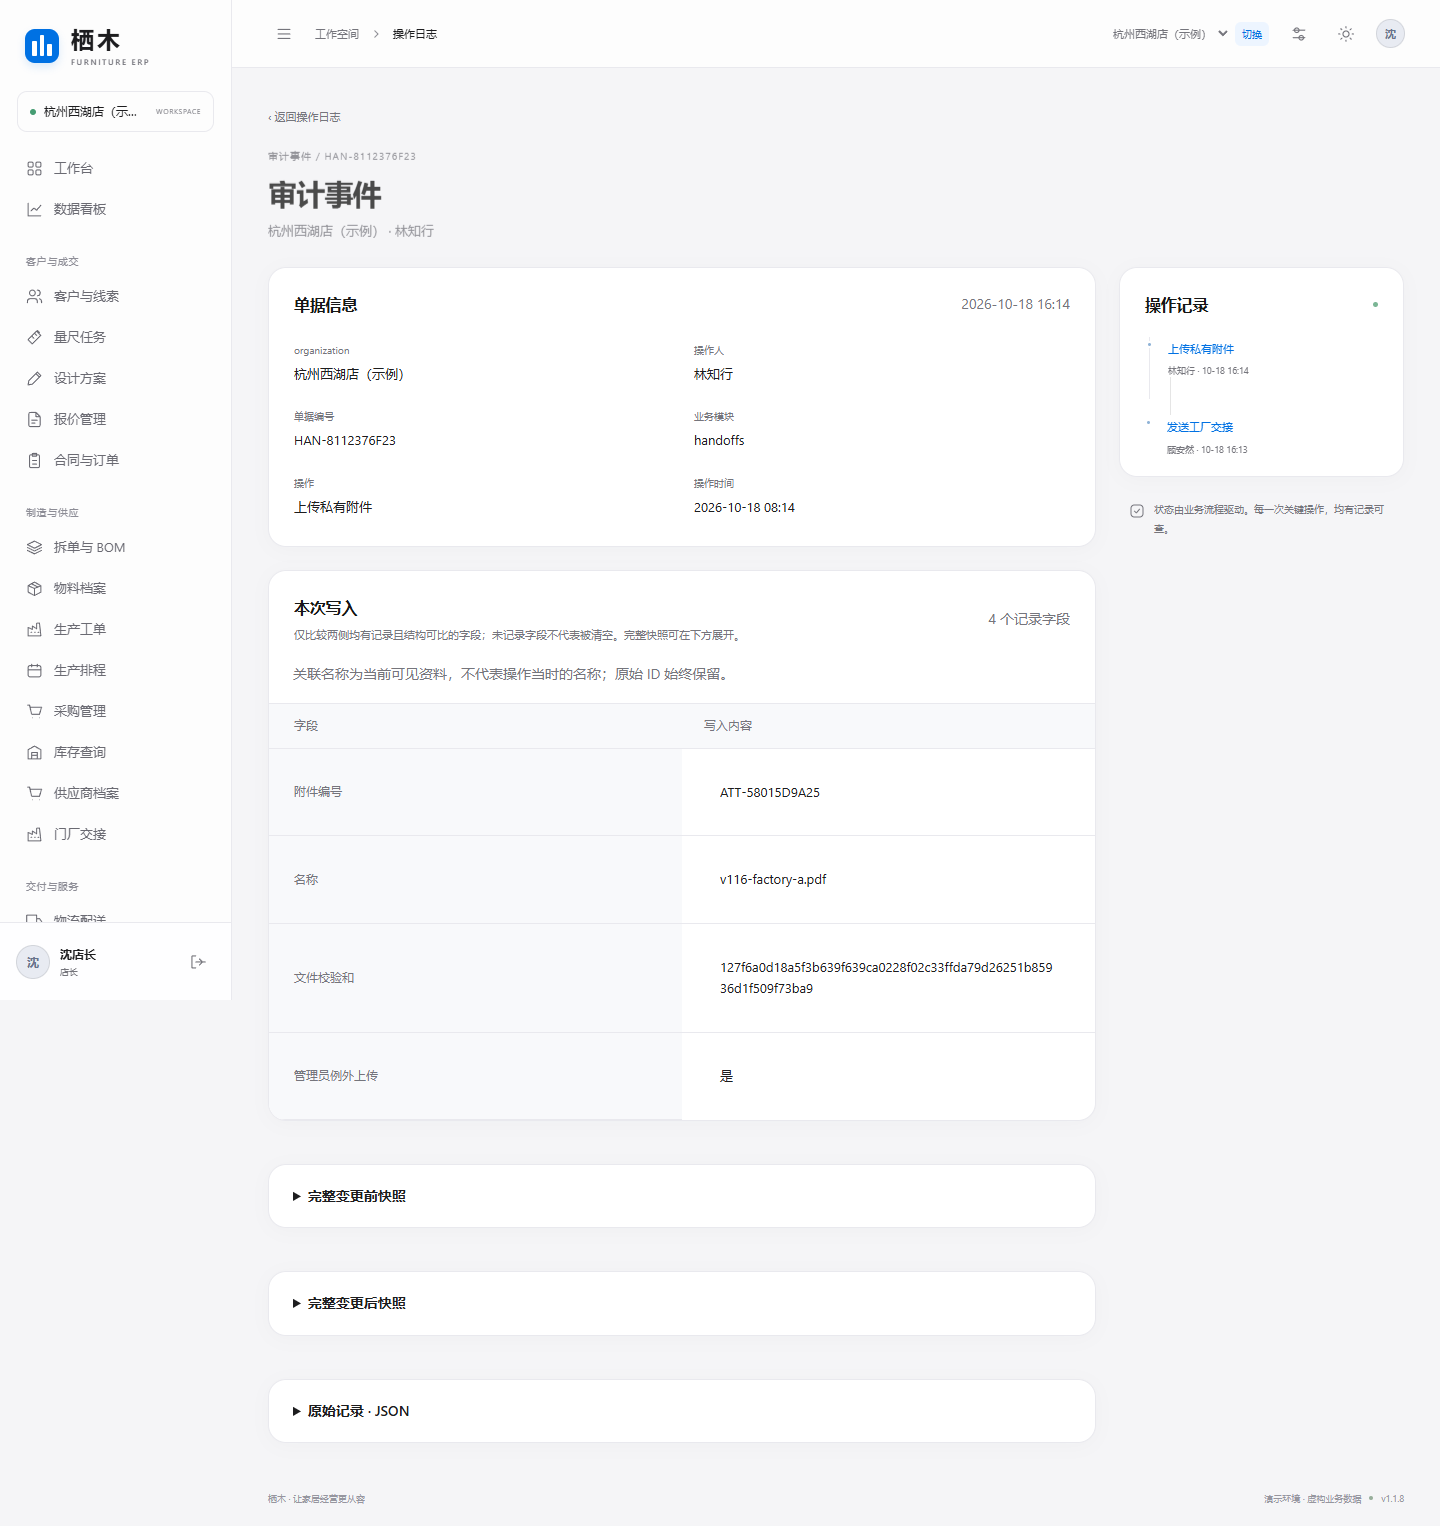 栖木
FURNITURE ERP
杭州西湖店（示...
WORKSPACE
工作台
数据看板
客户与成交
客户与线索
量尺任务
设计方案
报价管理
合同与订单
制造与供应
拆单与 BOM
物料档案
生产工单
生产排程
采购管理
库存查询
供应商档案
门厂交接
交付与服务
物流配送
沈
沈店长
店长
工作空间
操作日志
杭州西湖店（示例）
切换
沈
‹ 返回操作日志
审计事件 / HAN-8112376F23
审计事件
杭州西湖店（示例） · 林知行
单据信息
2026-10-18 16:14
organization
杭州西湖店（示例）
操作人
林知行
单据编号
HAN-8112376F23
业务模块
handoffs
操作
上传私有附件
操作时间
2026-10-18 08:14
操作记录
上传私有附件
林知行 · 10-18 16:14
发送工厂交接
顾安然 · 10-18 16:13
状态由业务流程驱动。每一次关键操作，均有记录可
查。
本次写入
仅比较两侧均有记录且结构可比的字段；未记录字段不代表被清空。完整快照可在下方展开。
4 个记录字段
关联名称为当前可见资料，不代表操作当时的名称；原始 ID 始终保留。
字段
写入内容
附件编号
ATT-58015D9A25
名称
v116-factory-a.pdf
文件校验和
127f6a0d18a5f3b639f639ca0228f02c33ffda79d26251b859
36d1f509f73ba9
管理员例外上传
是
完整变更前快照
完整变更后快照
原始记录 · JSON
栖木 · 让家居经营更从容
演示环境 · 虚构业务数据
v1.1.8